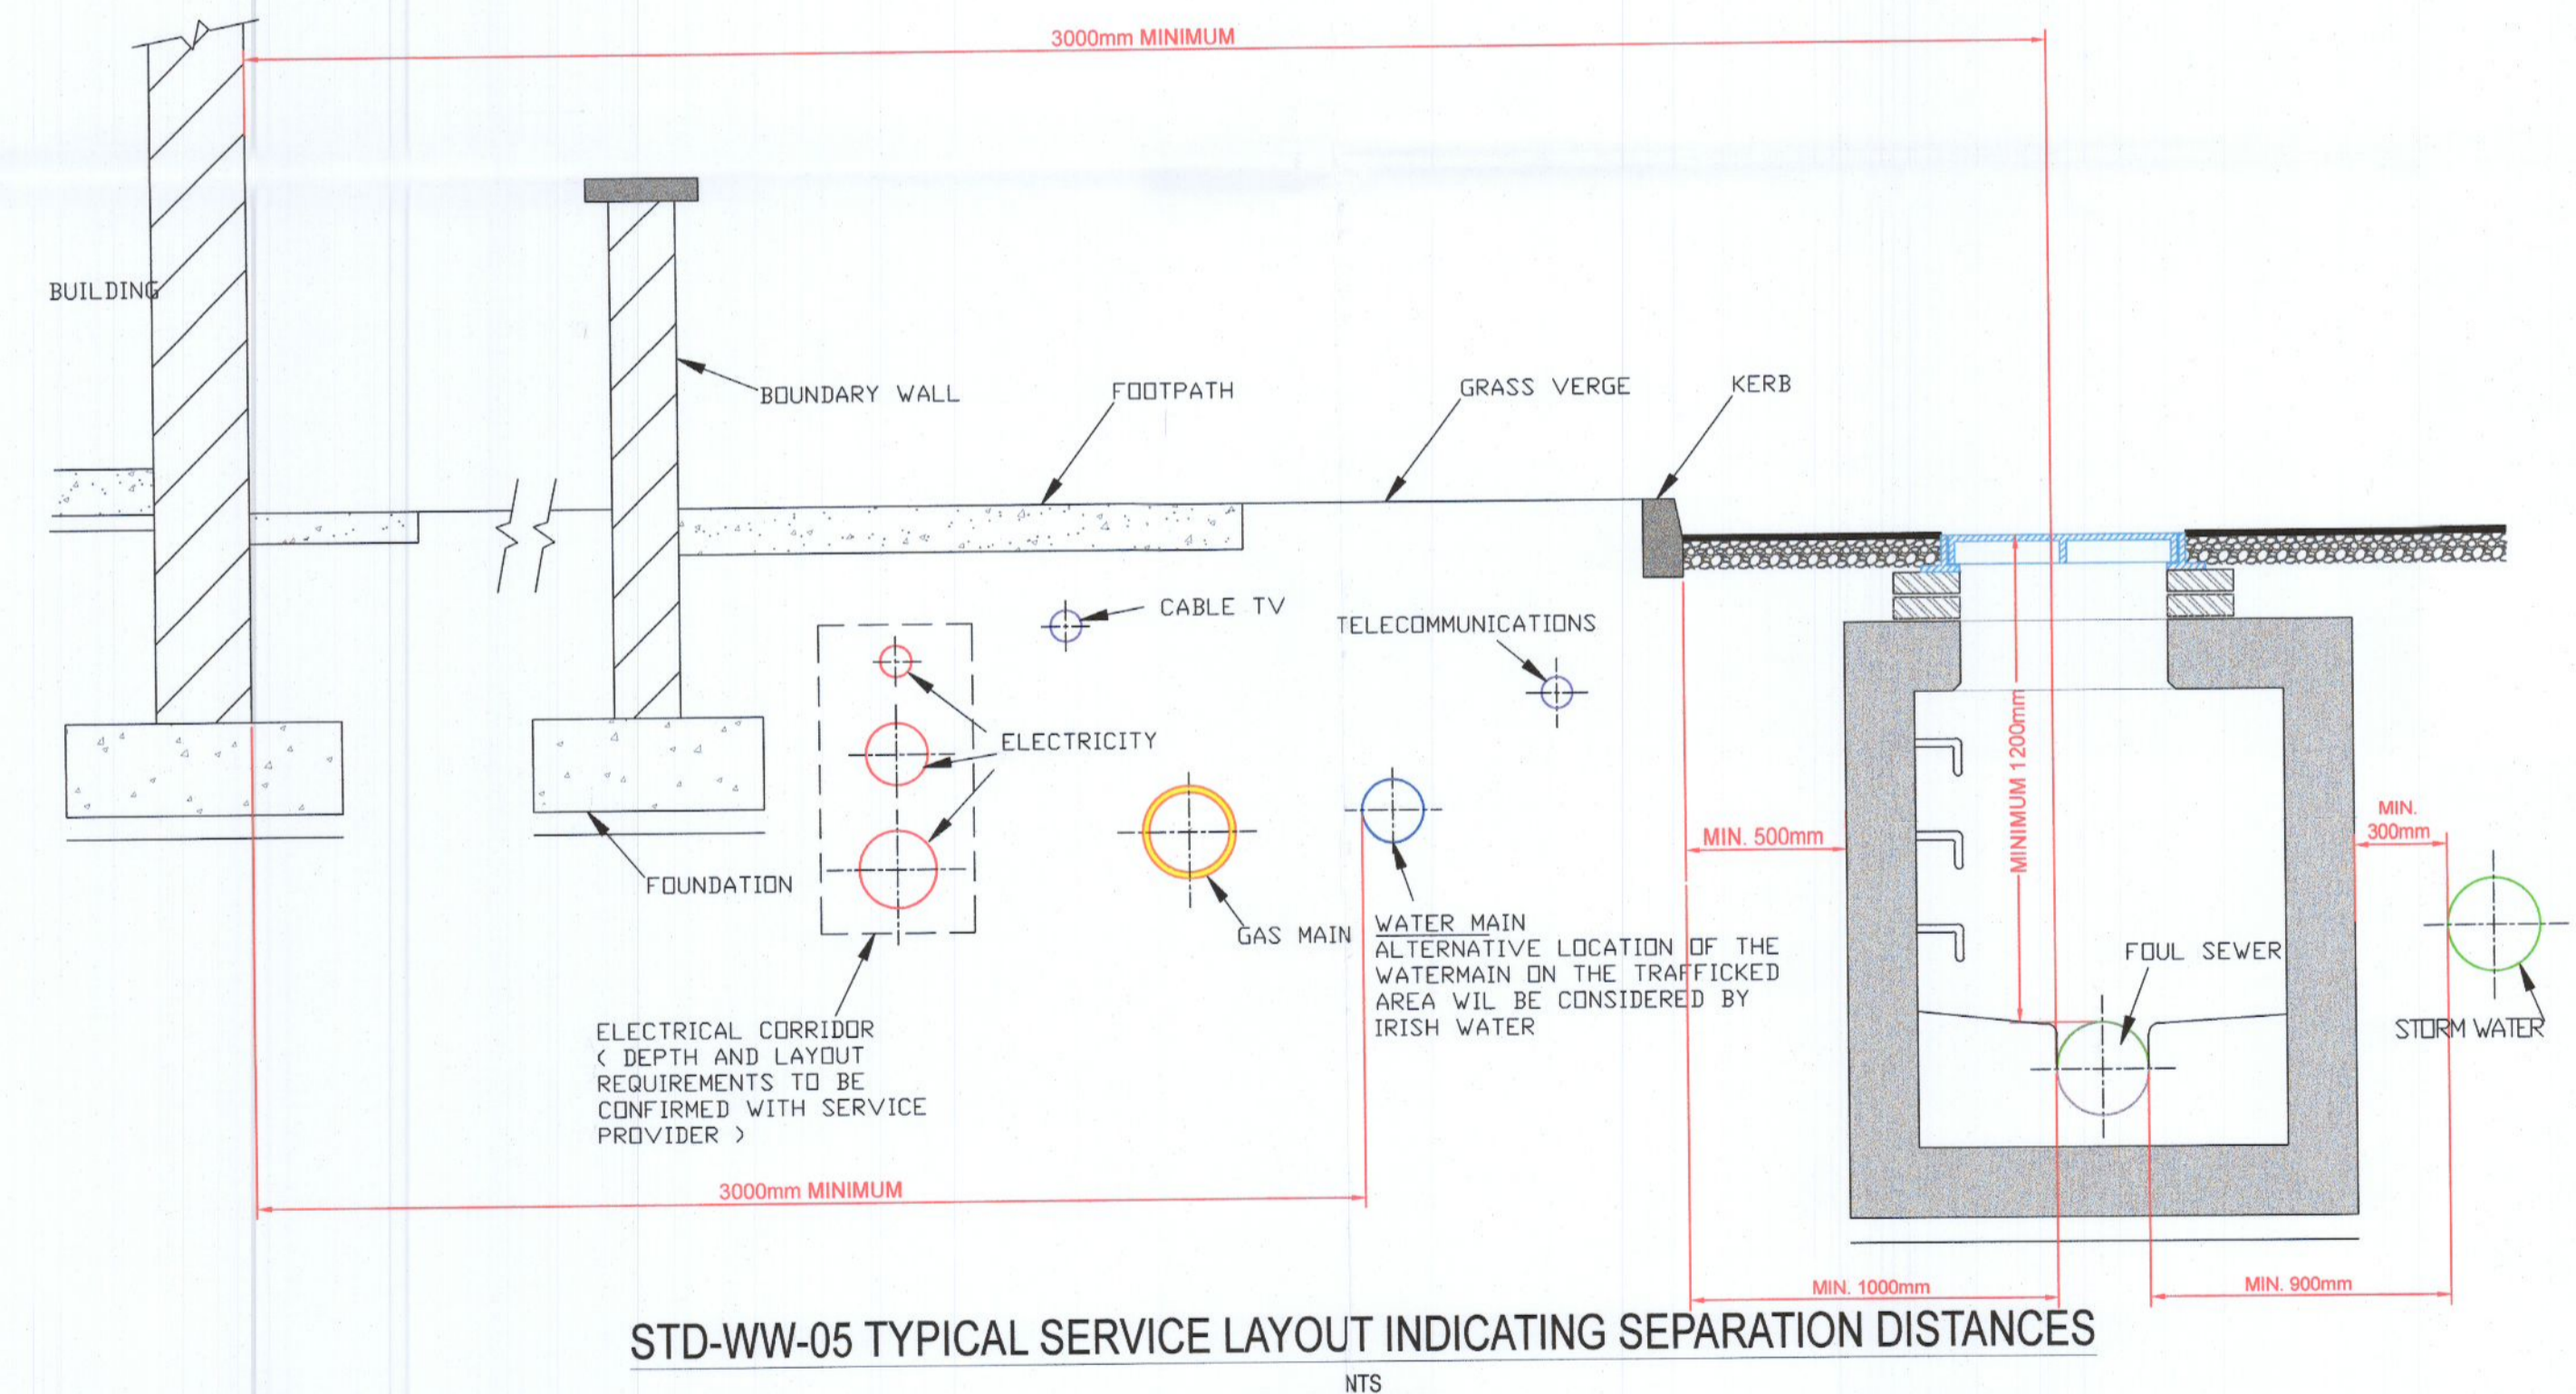 3000mm MINIMUM
BUILDING
BOUNDARY WALL
FOOTPATH
GRASS VERGE
KERB
CABLE TV
TELECOMMUNICATIONS
ELECTRICITY
MINIMUM 1200mm
MIN. 500mm
MIN.
300mm
FOUNDATION
GAS MAIN
WATER MAIN
ALTERNATIVE LOCATION OF THE
WATERMAIN ON THE TRAFFICKED
AREA WIL BE CONSIDERED BY
IRISH WATER
FOUL SEWER
STORM WATER
ELECTRICAL CORRIDOR
( DEPTH AND LAYOUT
REQUIREMENTS TO BE
CONFIRMED WITH SERVICE
PROVIDER )
3000mm MINIMUM
MIN. 1000mm
MIN. 900mm
STD-WW-05 TYPICAL SERVICE LAYOUT INDICATING SEPARATION DISTANCES
NTS